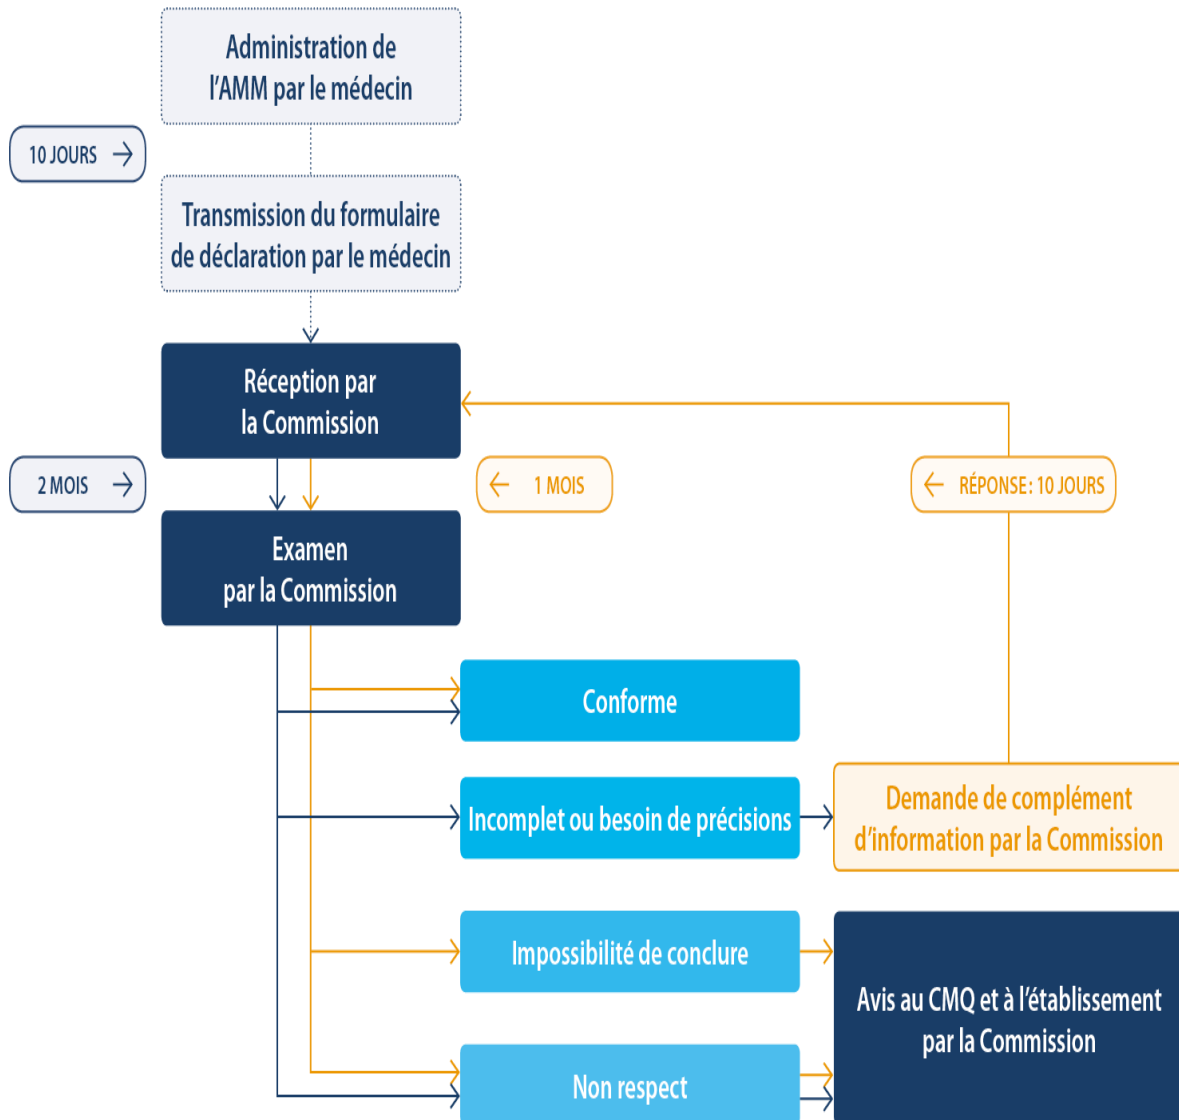 Administration de
l'AMM par le médecin
10 JOURS →
Transmission du formulaire
de déclaration par le médecin
Réception par
la Commission
2 MOIS →
← 1 MOIS
← RÉPONSE : 10 JOURS
Examen
par la Commission
Conforme
Incomplet ou besoin de précisions
Demande de complément
d'information par la Commission
Impossibilité de conclure
Avis au CMQ et à l'établissement
par la Commission
Non respect